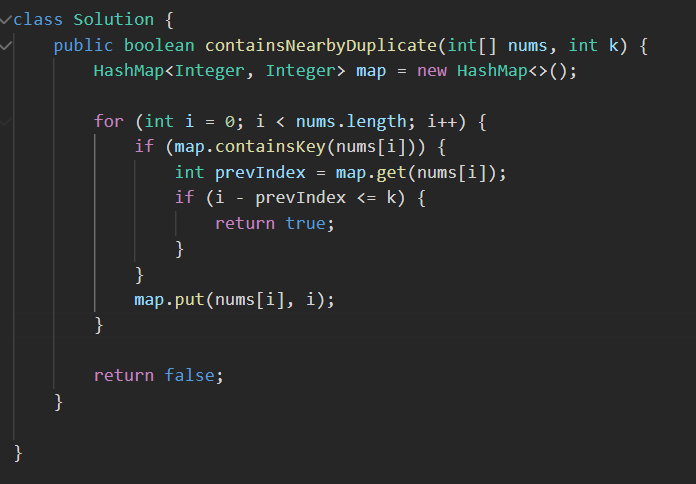 class Solution {
    public boolean containsNearbyDuplicate(int[] nums, int k) {
        HashMap<Integer, Integer> map = new HashMap<>();

        for (int i = 0; i < nums.length; i++) {
            if (map.containsKey(nums[i])) {
                int prevIndex = map.get(nums[i]);
                if (i - prevIndex <= k) {
                    return true;
                }
            }
            map.put(nums[i], i);
        }

        return false;
    }

}